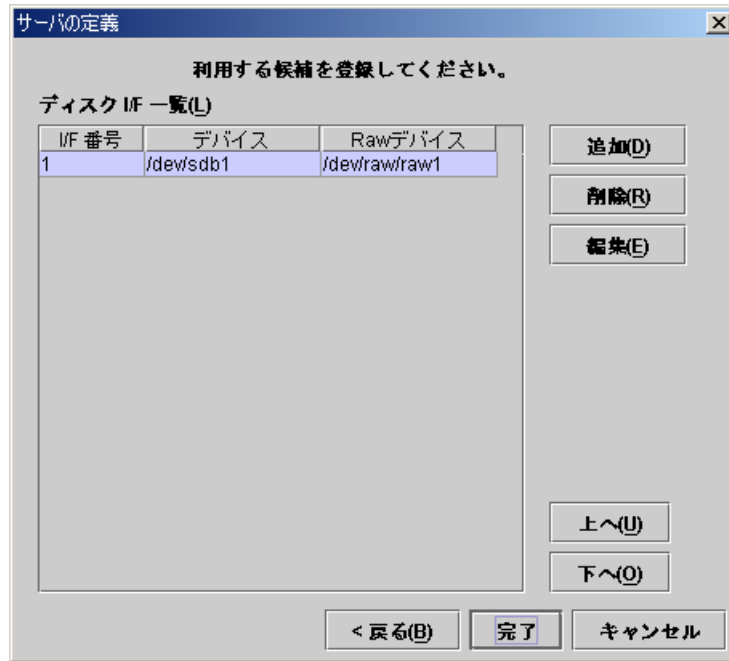 サーバの定義
利用する候補を登録してください。
ディスク I/F 一覧(L)
I/F 番号 デバイス Rawデバイス
1 /dev/sdb1 /dev/raw/raw1
追加(D)
削除(R)
編集(E)
上へ(U)
下へ(O)
< 戻る(B) 完了 キャンセル